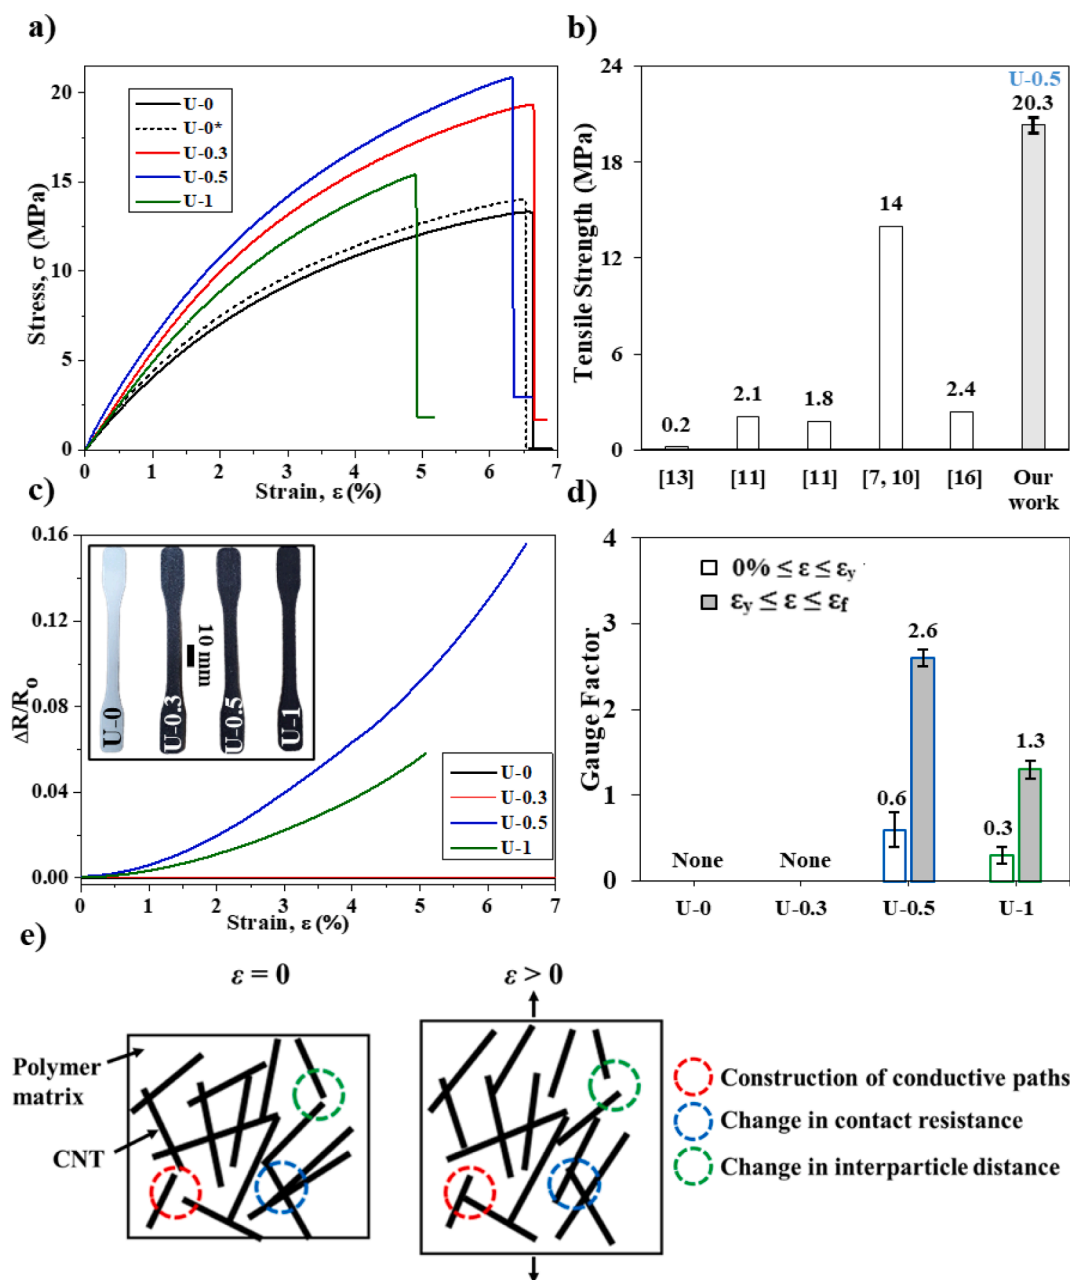 a)
Stress, σ (MPa)
20
15
10
5
0
U-0
U-0*
U-0.3
U-0.5
U-1
0
1
2
3
4
5
6
7
Strain, ε (%)
b)
Tensile Strength (MPa)
24
18
12
6
0
0.2
2.1
1.8
14
2.4
U-0.5
20.3
[13]
[11]
[11]
[7, 10]
[16]
Our
work
c)
ΔR/Ro
0.16
0.12
0.08
0.04
0.00
U-0
U-0.3
10 mm
U-0.5
U-1
U-0
U-0.3
U-0.5
U-1
0
1
2
3
4
5
6
7
Strain, ε (%)
d)
Gauge Factor
4
3
2
1
0
0% ≤ ε ≤ εy
εy ≤ ε ≤ εf
None
None
0.6
2.6
0.3
1.3
U-0
U-0.3
U-0.5
U-1
e)
ε = 0
ε > 0
Polymer
matrix
CNT
Construction of conductive paths
Change in contact resistance
Change in interparticle distance